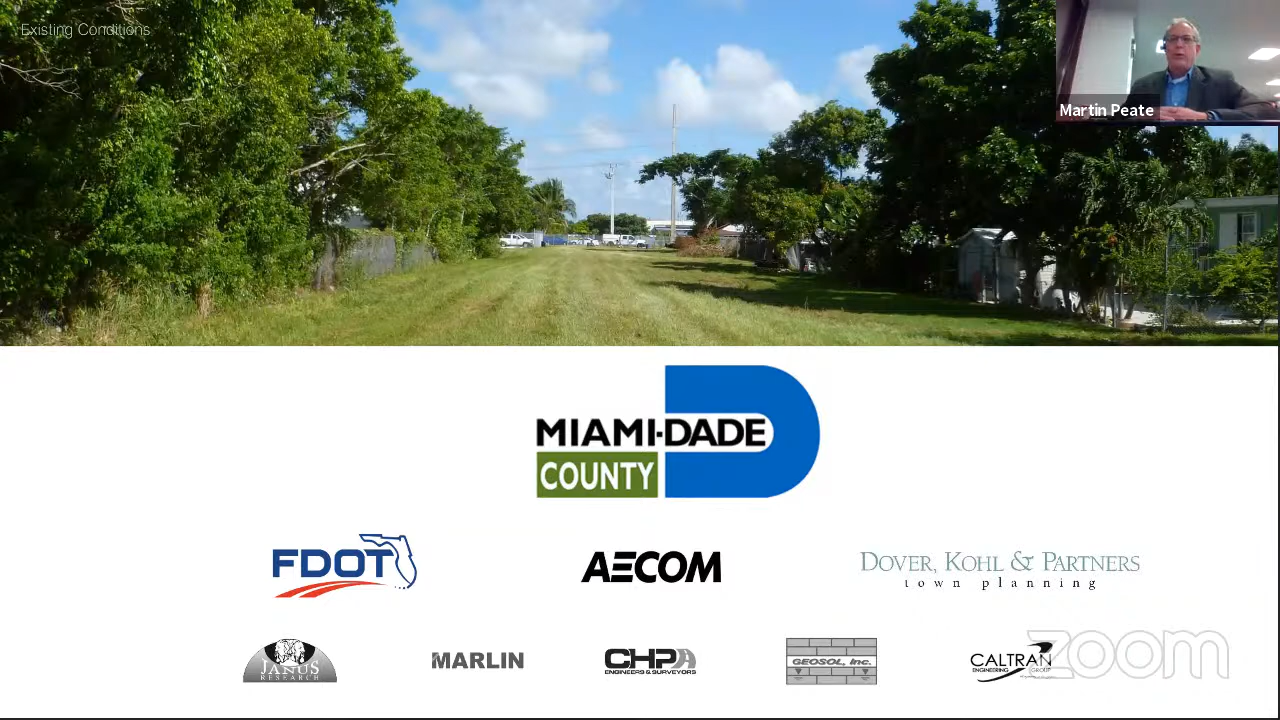 Existing Conditions
Martin Peate
MIAMI-DADE
COUNTY
FDOT
AECOM
DOVER, KOHL & PARTNERS
town planning
JANUS
RESEARCH
MARLIN
CHPA
ENGINEERS & SURVEYORS
GEOSOL, Inc.
CALTRAN
ENGINEERING GROUP
zoom